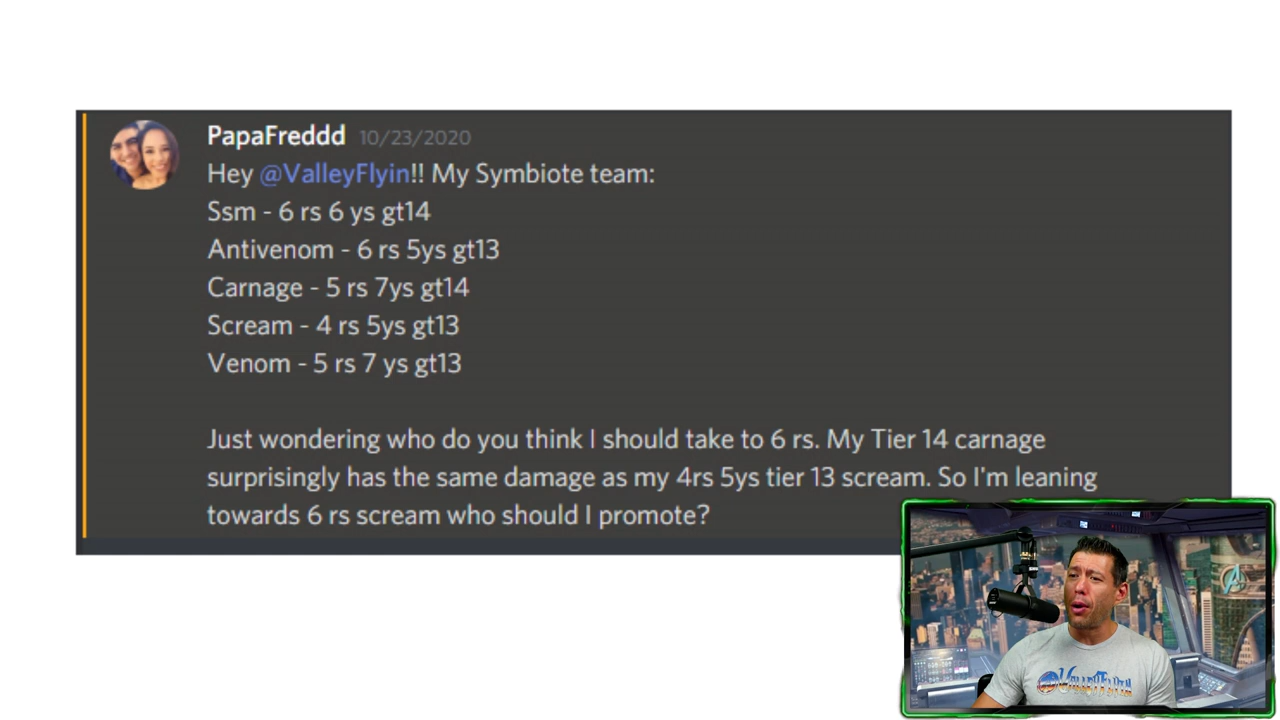 PapaFreddd 10/23/2020
Hey @ValleyFlyin!! My Symbiote team:
Ssm - 6 rs 6 ys gt14
Antivenom - 6 rs 5ys gt13
Carnage - 5 rs 7ys gt14
Scream - 4 rs 5ys gt13
Venom - 5 rs 7 ys gt13
Just wondering who do you think I should take to 6 rs. My Tier 14 carnage
surprisingly has the same damage as my 4rs 5ys tier 13 scream. So I'm leaning
towards 6 rs scream who should I promote?
VALLEYFLYIN